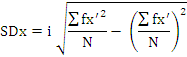 SDx = i √( Σfx′²/N − (Σfx′/N)² )